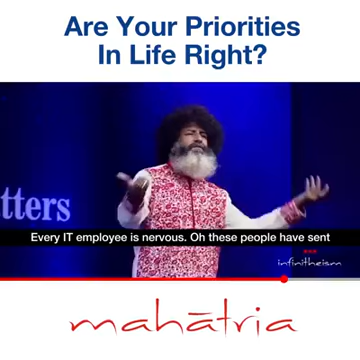 Are Your Priorities
In Life Right?
tters
Every IT employee is nervous. Oh these people have sent
infinitheism
mahātria